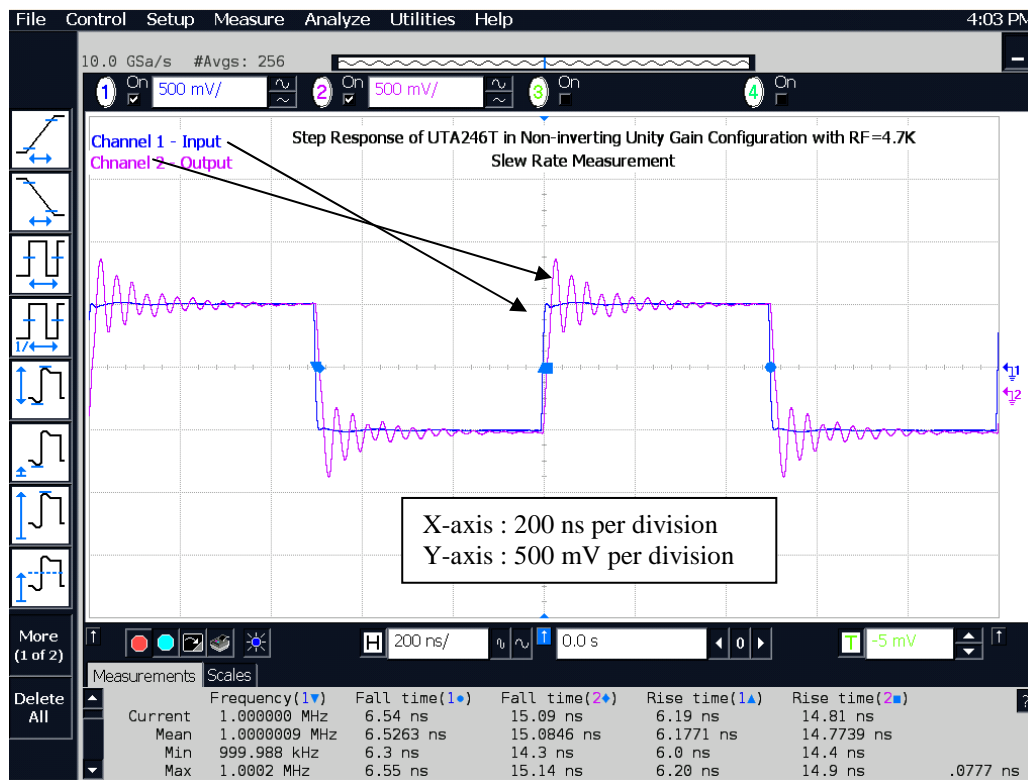 File Control Setup Measure Analyze Utilities Help 4:03 PM
10.0 GSa/s #Avgs: 256
1 On 500 mV/ 2 On 500 mV/ 3 On 4 On
Channel 1 - Input
Chnanel 2 - Output
Step Response of UTA246T in Non-inverting Unity Gain Configuration with RF=4.7K
Slew Rate Measurement
1
2
X-axis : 200 ns per division
Y-axis : 500 mV per division
1/
More
(1 of 2)
Delete
All
H 200 ns/ 0.0 s 0 T -5 mV
Measurements Scales
Frequency(1) Fall time(1) Fall time(2) Rise time(1) Rise time(2) ?
Current 1.000000 MHz 6.54 ns 15.09 ns 6.19 ns 14.81 ns
Mean 1.0000009 MHz 6.5263 ns 15.0846 ns 6.1771 ns 14.7739 ns
Min 999.988 kHz 6.3 ns 14.3 ns 6.0 ns 14.4 ns
Max 1.0002 MHz 6.55 ns 15.14 ns 6.20 ns 14.9 ns .0777 ns